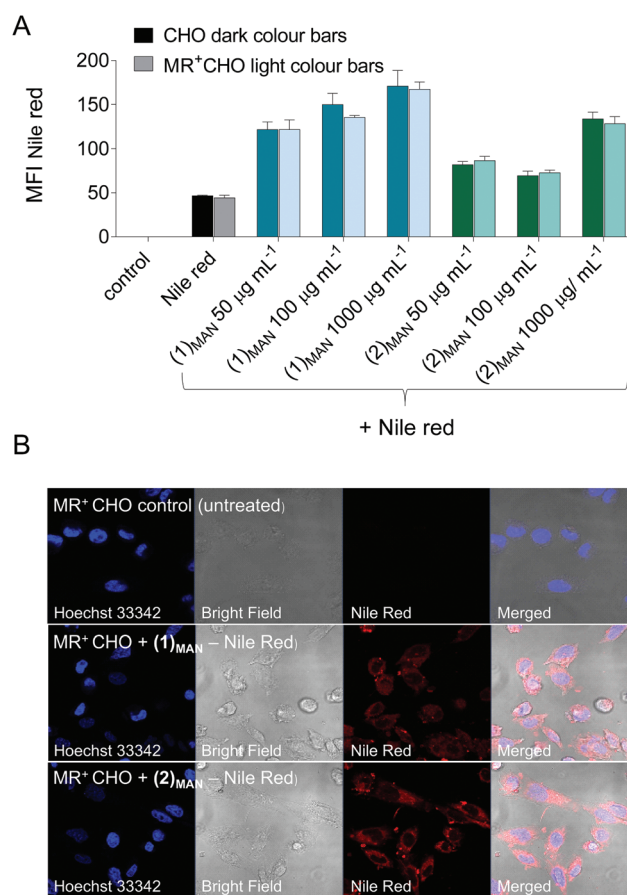 A
CHO dark colour bars
MR⁺CHO light colour bars
MFI Nile red
200
150
100
50
0
control
Nile red
(1)MAN 50 µg mL⁻¹
(1)MAN 100 µg mL⁻¹
(1)MAN 1000 µg mL⁻¹
(2)MAN 50 µg mL⁻¹
(2)MAN 100 µg mL⁻¹
(2)MAN 1000 µg/ mL⁻¹
+ Nile red
B
MR⁺ CHO control (untreated)
Hoechst 33342 Bright Field Nile Red Merged
MR⁺ CHO + (1)MAN – Nile Red)
Hoechst 33342 Bright Field Nile Red Merged
MR⁺ CHO + (2)MAN – Nile Red)
Hoechst 33342 Bright Field Nile Red Merged